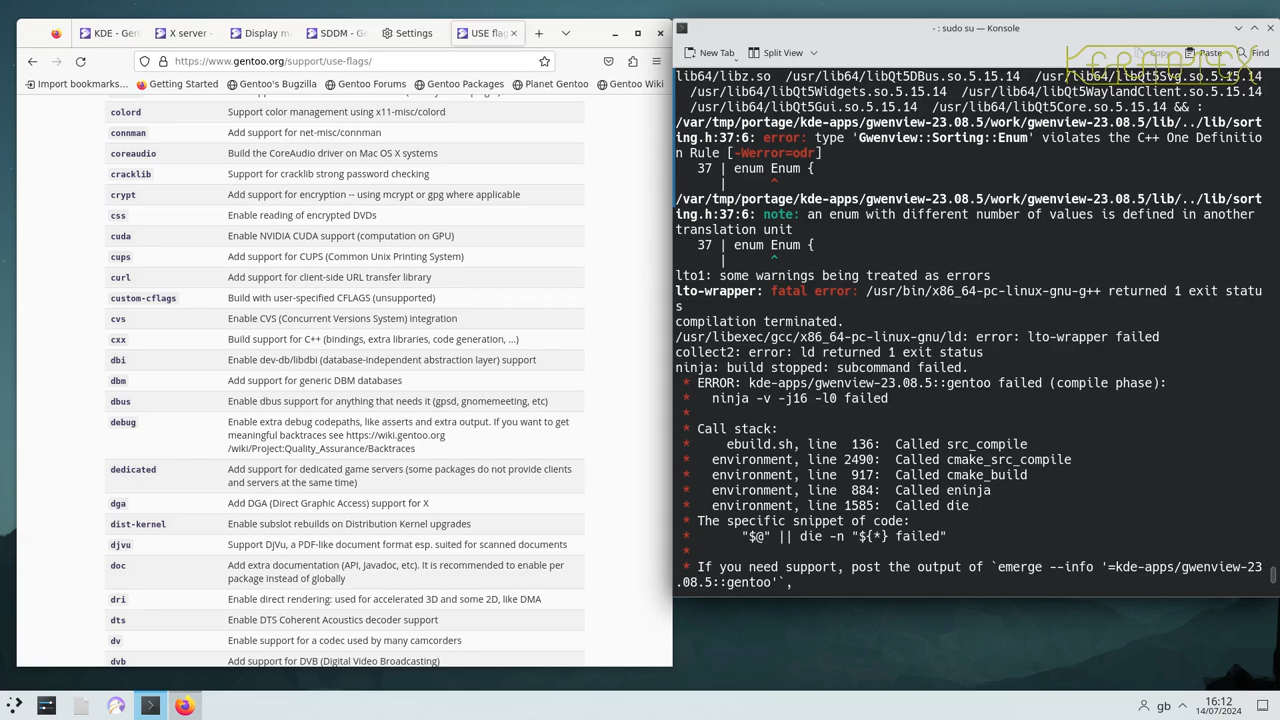 KDE - Gen
X server -
Display ma
SDDM - Ge
Settings
USE flag
https://www.gentoo.org/support/use-flags/
Import bookmarks...
Getting Started
Gentoo's Bugzilla
Gentoo Forums
Gentoo Packages
Planet Gentoo
Gentoo Wiki
colord Support color management using x11-misc/colord
connman Add support for net-misc/connman
coreaudio Build the CoreAudio driver on Mac OS X systems
cracklib Support for cracklib strong password checking
crypt Add support for encryption -- using mcrypt or gpg where applicable
css Enable reading of encrypted DVDs
cuda Enable NVIDIA CUDA support (computation on GPU)
cups Add support for CUPS (Common Unix Printing System)
curl Add support for client-side URL transfer library
custom-cflags Build with user-specified CFLAGS (unsupported)
cvs Enable CVS (Concurrent Versions System) integration
cxx Build support for C++ (bindings, extra libraries, code generation, ...)
dbi Enable dev-db/libdbi (database-independent abstraction layer) support
dbm Add support for generic DBM databases
dbus Enable dbus support for anything that needs it (gpsd, gnomemeeting, etc)
debug Enable extra debug codepaths, like asserts and extra output. If you want to get
meaningful backtraces see https://wiki.gentoo.org
/wiki/Project:Quality_Assurance/Backtraces
dedicated Add support for dedicated game servers (some packages do not provide clients
and servers at the same time)
dga Add DGA (Direct Graphic Access) support for X
dist-kernel Enable subslot rebuilds on Distribution Kernel upgrades
djvu Support DjVu, a PDF-like document format esp. suited for scanned documents
doc Add extra documentation (API, Javadoc, etc). It is recommended to enable per
package instead of globally
dri Enable direct rendering: used for accelerated 3D and some 2D, like DMA
dts Enable DTS Coherent Acoustics decoder support
dv Enable support for a codec used by many camcorders
dvb Add support for DVB (Digital Video Broadcasting)
- : sudo su — Konsole
New Tab
Split View
Copy
Paste
Find
lib64/libz.so /usr/lib64/libQt5DBus.so.5.15.14 /usr/lib64/libQt5Svg.so.5.15.14
/usr/lib64/libQt5Widgets.so.5.15.14 /usr/lib64/libQt5WaylandClient.so.5.15.14
/usr/lib64/libQt5Gui.so.5.15.14 /usr/lib64/libQt5Core.so.5.15.14 && :
/var/tmp/portage/kde-apps/gwenview-23.08.5/work/gwenview-23.08.5/lib/../lib/sort
ing.h:37:6: error: type 'Gwenview::Sorting::Enum' violates the C++ One Definitio
n Rule [-Werror=odr]
37 | enum Enum {
| ^
/var/tmp/portage/kde-apps/gwenview-23.08.5/work/gwenview-23.08.5/lib/../lib/sort
ing.h:37:6: note: an enum with different number of values is defined in another
translation unit
37 | enum Enum {
| ^
lto1: some warnings being treated as errors
lto-wrapper: fatal error: /usr/bin/x86_64-pc-linux-gnu-g++ returned 1 exit statu
s
compilation terminated.
/usr/libexec/gcc/x86_64-pc-linux-gnu/ld: error: lto-wrapper failed
collect2: error: ld returned 1 exit status
ninja: build stopped: subcommand failed.
* ERROR: kde-apps/gwenview-23.08.5::gentoo failed (compile phase):
* ninja -v -j16 -l0 failed
*
* Call stack:
* ebuild.sh, line 136: Called src_compile
* environment, line 2490: Called cmake_src_compile
* environment, line 917: Called cmake_build
* environment, line 884: Called eninja
* environment, line 1585: Called die
* The specific snippet of code:
* "$@" || die -n "${*} failed"
*
* If you need support, post the output of `emerge --info '=kde-apps/gwenview-23
.08.5::gentoo'`,
gb
16:12
14/07/2024